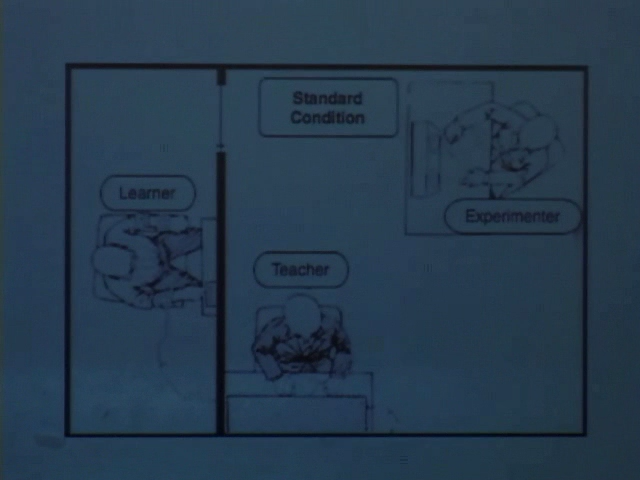 Standard
Condition
Learner
Experimenter
Teacher